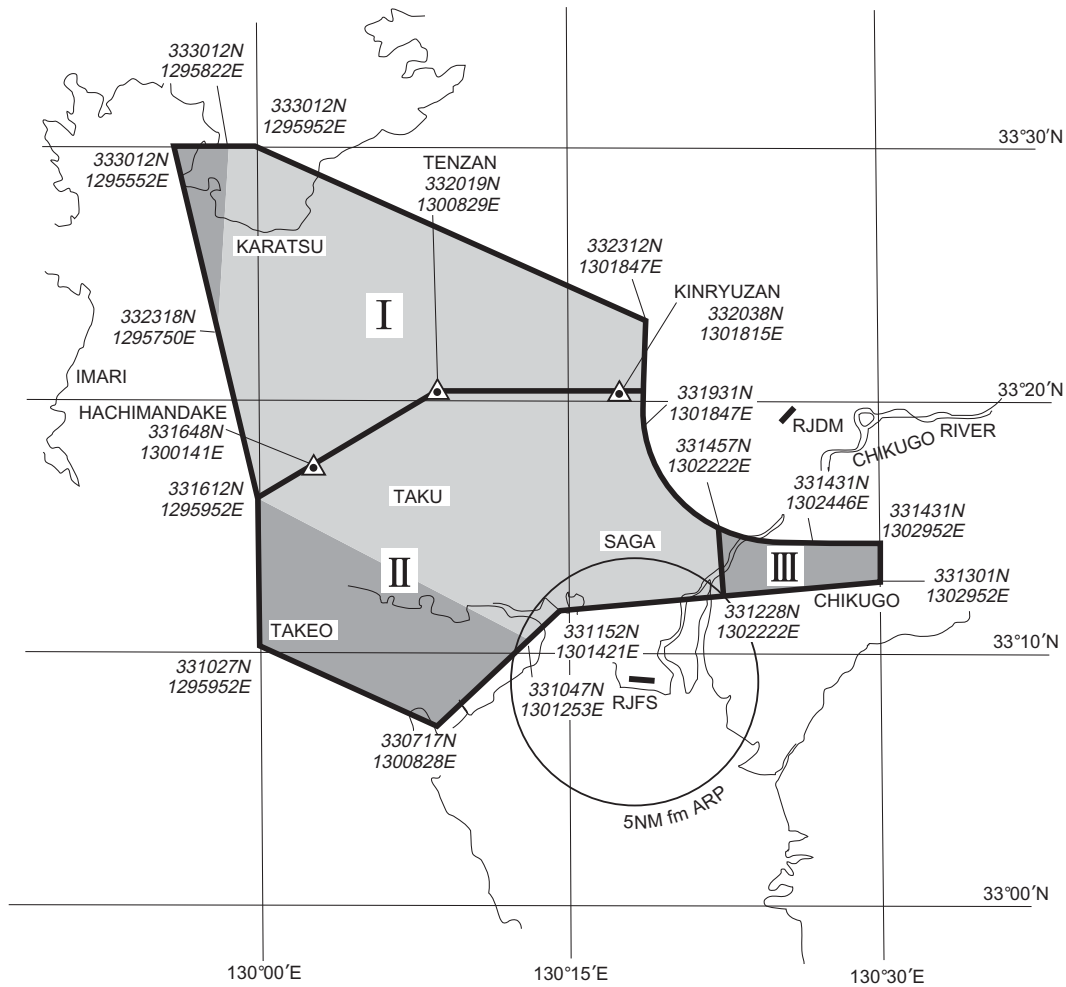 333012N
1295822E
333012N
1295952E
33°30′N
333012N
1295552E
TENZAN
332019N
1300829E
KARATSU
332312N
1301847E
KINRYUZAN
332038N
1301815E
I
332318N
1295750E
IMARI
331931N
1301847E
33°20′N
HACHIMANDAKE
331648N
1300141E
RJDM
CHIKUGO RIVER
331457N
1302222E
331431N
1302446E
331612N
1295952E
TAKU
331431N
1302952E
SAGA
II
III
331301N
1302952E
CHIKUGO
TAKEO
331152N
1301421E
331228N
1302222E
33°10′N
331027N
1295952E
331047N
1301253E
RJFS
330717N
1300828E
5NM fm ARP
33°00′N
130°00′E
130°15′E
130°30′E